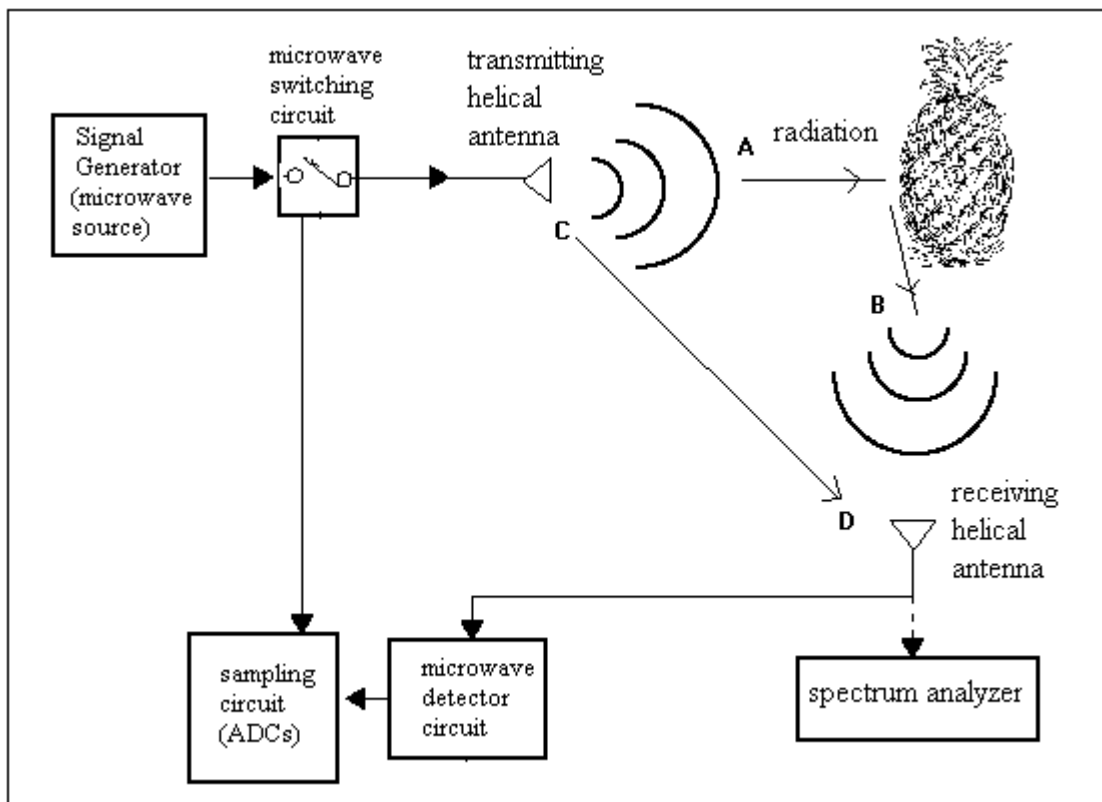 microwave
switching
circuit
transmitting
helical
antenna
Signal
Generator
(microwave
source)
A
radiation
C
B
D
receiving
helical
antenna
sampling
circuit
(ADCs)
microwave
detector
circuit
spectrum analyzer